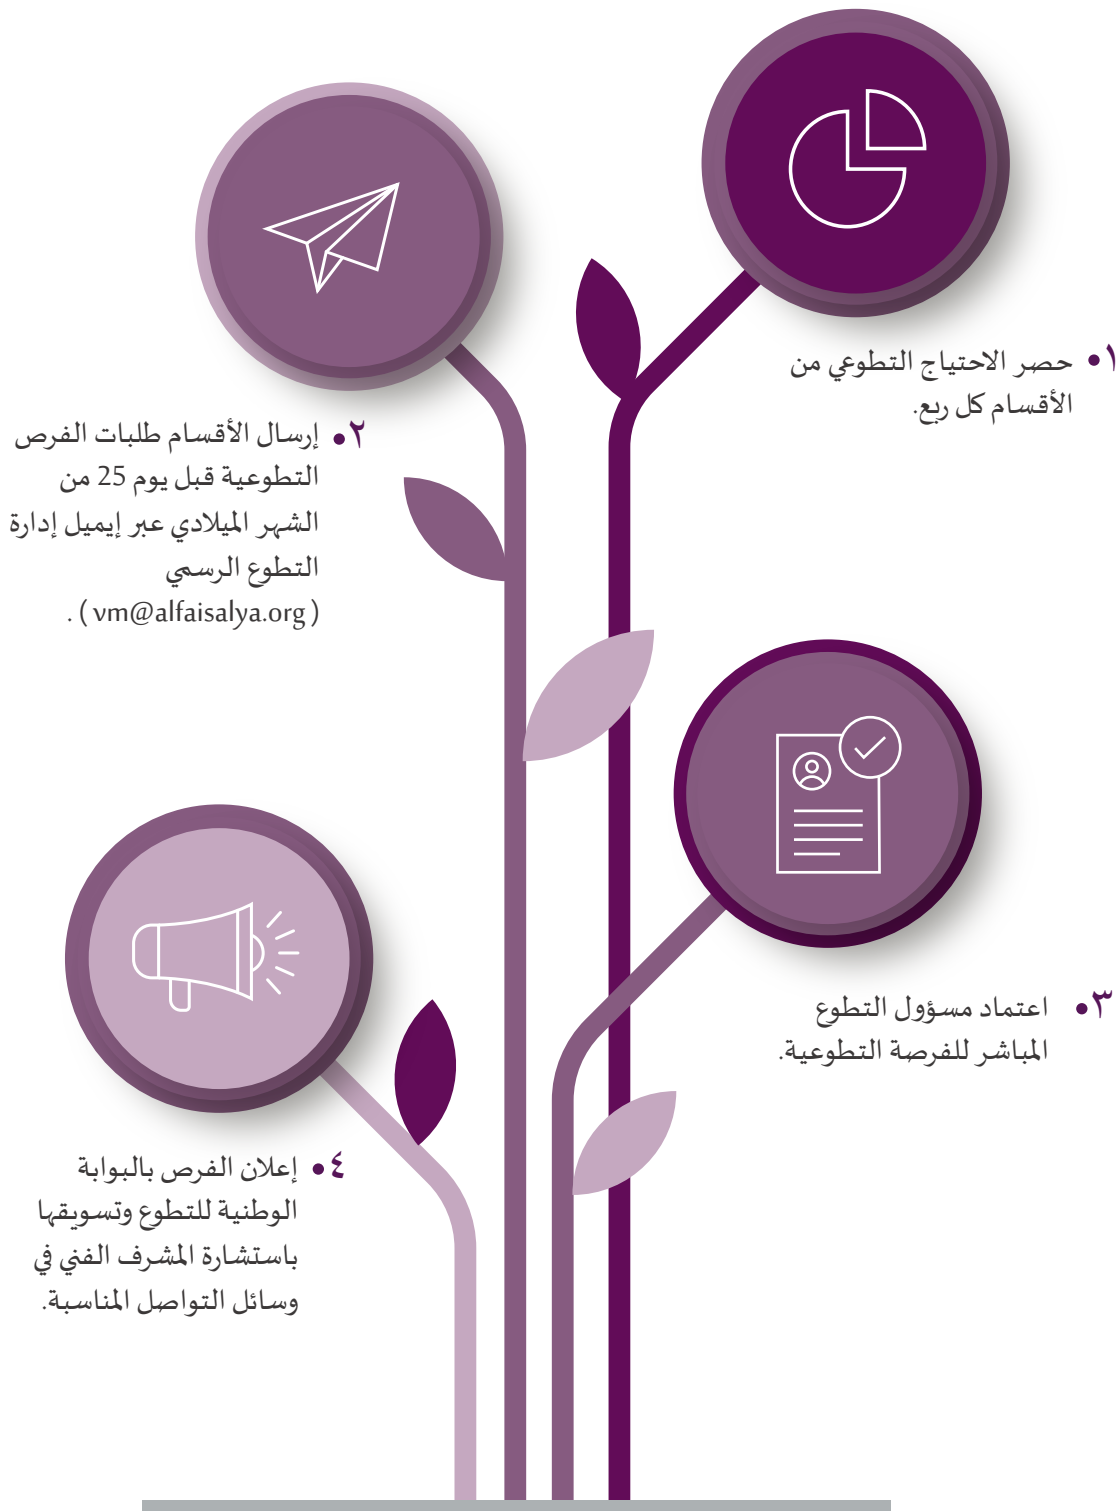 ١• حصر الاحتياج التطوعي من
الأقسام كل ربع.
٢• إرسال الأقسام طلبات الفرص
التطوعية قبل يوم 25 من
الشهر الميلادي عبر إيميل إدارة
التطوع الرسمي
(vm@alfaisalya.org) .
٣• اعتماد مسؤول التطوع
المباشر للفرصة التطوعية.
٤• إعلان الفرص بالبوابة
الوطنية للتطوع وتسويقها
باستشارة المشرف الفني في
وسائل التواصل المناسبة.